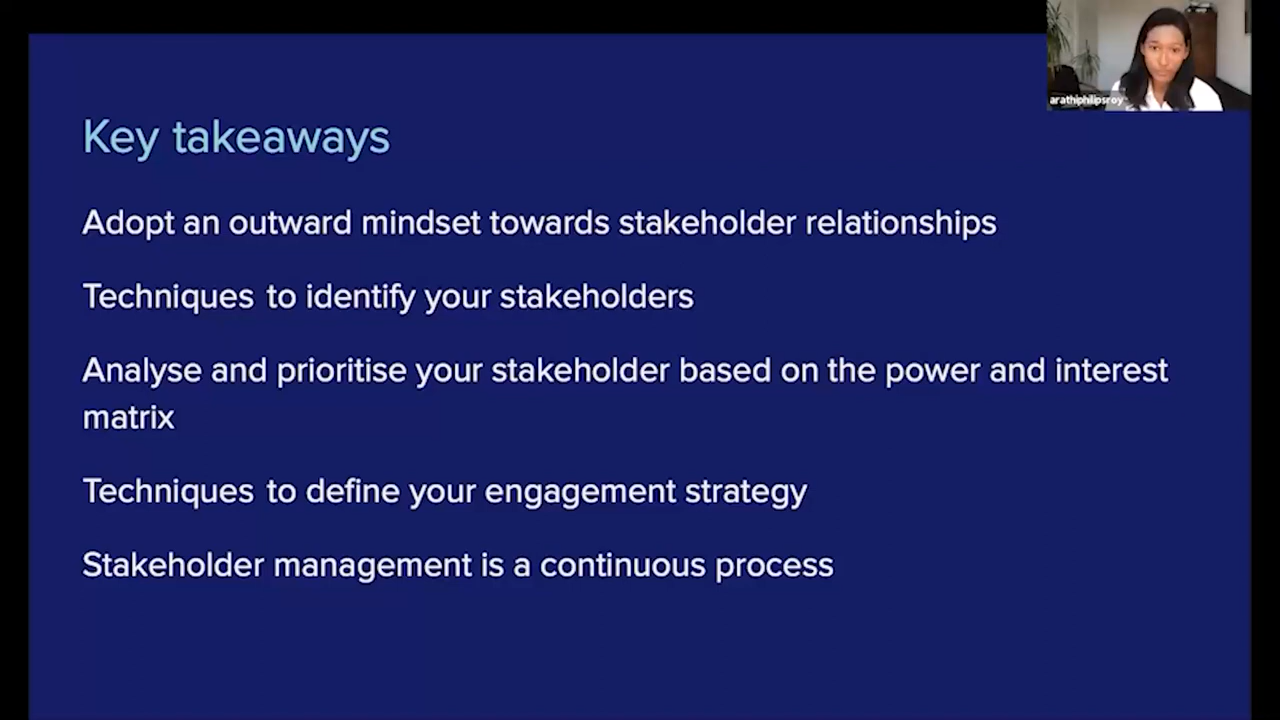 arathiphilipsroy
Key takeaways
Adopt an outward mindset towards stakeholder relationships
Techniques to identify your stakeholders
Analyse and prioritise your stakeholder based on the power and interest
matrix
Techniques to define your engagement strategy
Stakeholder management is a continuous process